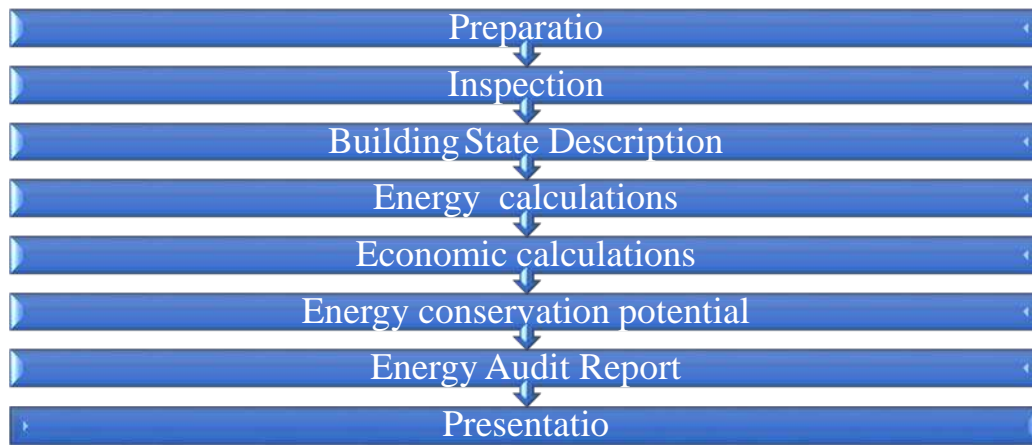 Preparatio
Inspection
Building State Description
Energy calculations
Economic calculations
Energy conservation potential
Energy Audit Report
Presentatio